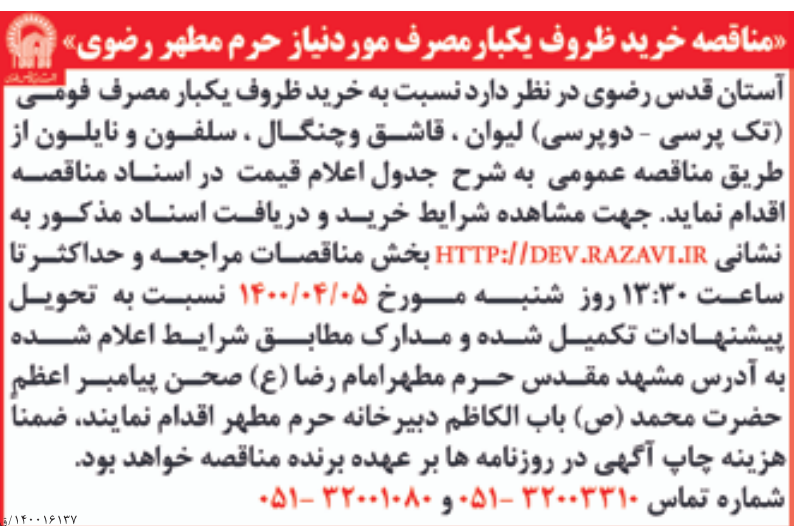 «مناقصه خرید ظروف یکبار مصرف موردنیاز حرم مطهر رضوی»
آستان قدس رضوی در نظر دارد نسبت به خرید ظروف یکبار مصرف فومی
(تک پرسی - دوپرسی) لیوان ، قاشق وچنگال ، سلفون و نایلون از
طریق مناقصه عمومی به شرح جدول اعلام قیمت در اسناد مناقصه
اقدام نماید. جهت مشاهده شرایط خرید و دریافت اسناد مذکور به
نشانی HTTP://DEV.RAZAVI.IR بخش مناقصات مراجعه و حداکثر تا
ساعت ۱۳:۳۰ روز شنبه مورخ ۱۴۰۰/۰۴/۰۵ نسبت به تحویل
پیشنهادات تکمیل شده و مدارک مطابق شرایط اعلام شده
به آدرس مشهد مقدس حرم مطهرامام رضا (ع) صحن پیامبر اعظم
حضرت محمد (ص) باب الکاظم دبیرخانه حرم مطهر اقدام نمایند، ضمناً
هزینه چاپ آگهی در روزنامه ها بر عهده برنده مناقصه خواهد بود.
شماره تماس ۳۲۰۰۳۳۱۰ -۰۵۱ و ۳۲۰۰۱۰۸۰ -۰۵۱
۱۴۰۰۱۶۱۳۷/ق